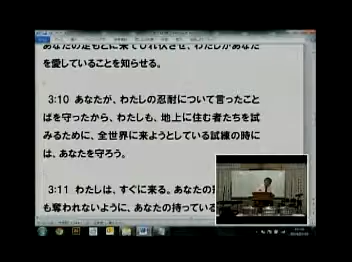 あなたの足もとに来てひれ伏させ、わたしがあなた
を愛していることを知らせる。
3:10 あなたが、わたしの忍耐について言ったこと
ばを守ったから、わたしも、地上に住む者たちを試
みるために、全世界に来ようとしている試練の時に
は、あなたを守ろう。
3:11 わたしは、すぐに来る。あなたの
も奪われないように、あなたの持っている